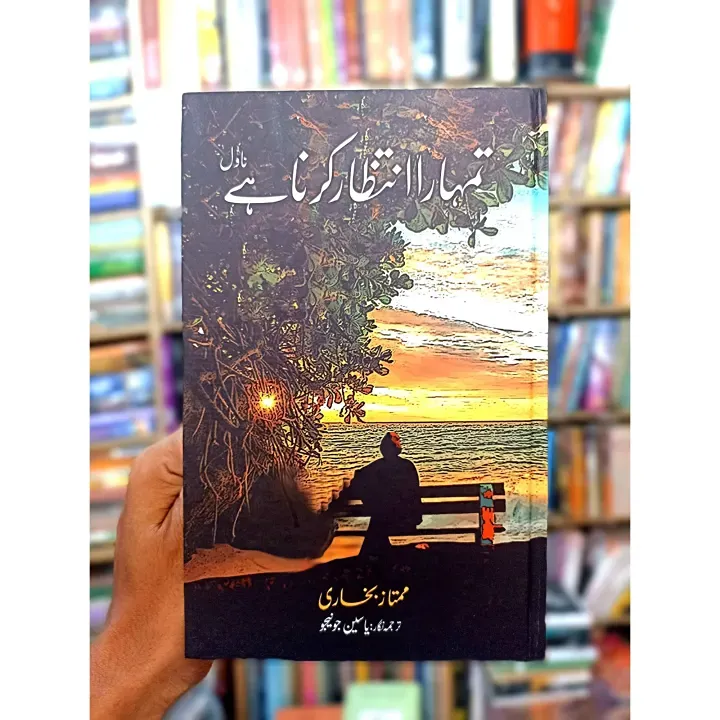 ناول
تمہارا انتظار کرنا ہے
ممتاز بخاری
ترجمہ نگار: یاسین جونیجو